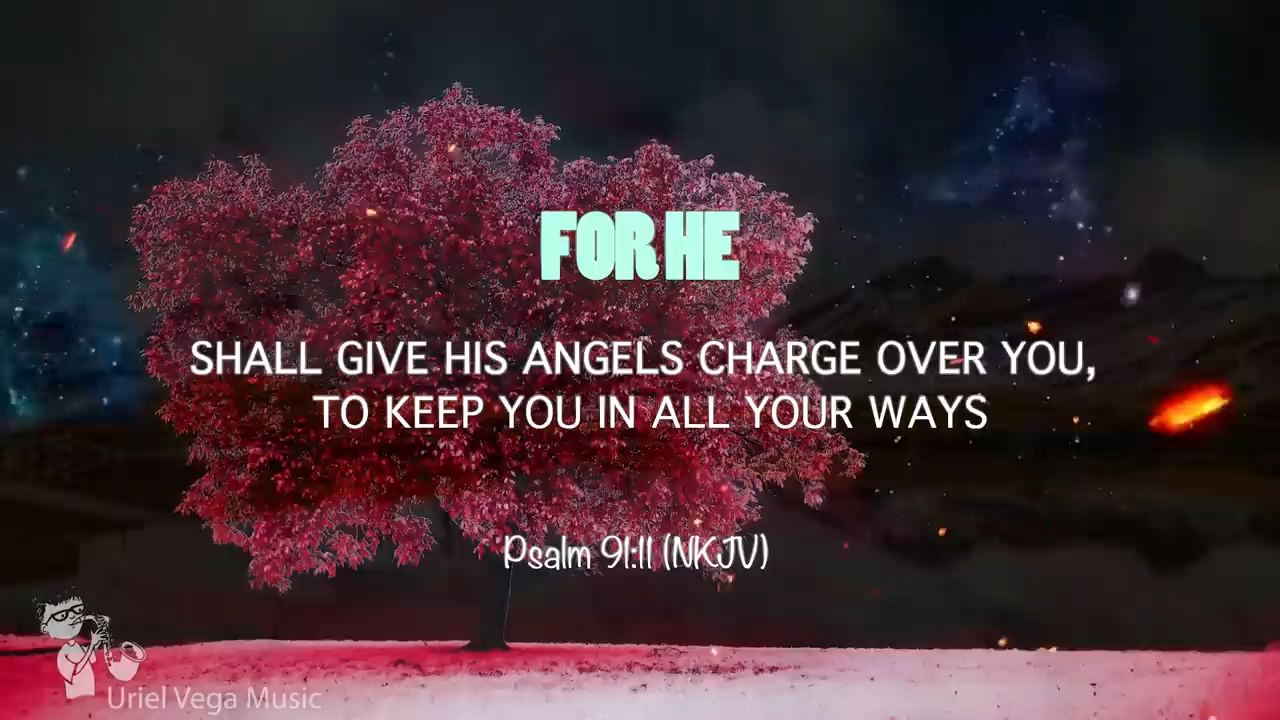 FOR HE
SHALL GIVE HIS ANGELS CHARGE OVER YOU,
TO KEEP YOU IN ALL YOUR WAYS
Psalm 91:11 (NKJV)
Uriel Vega Music